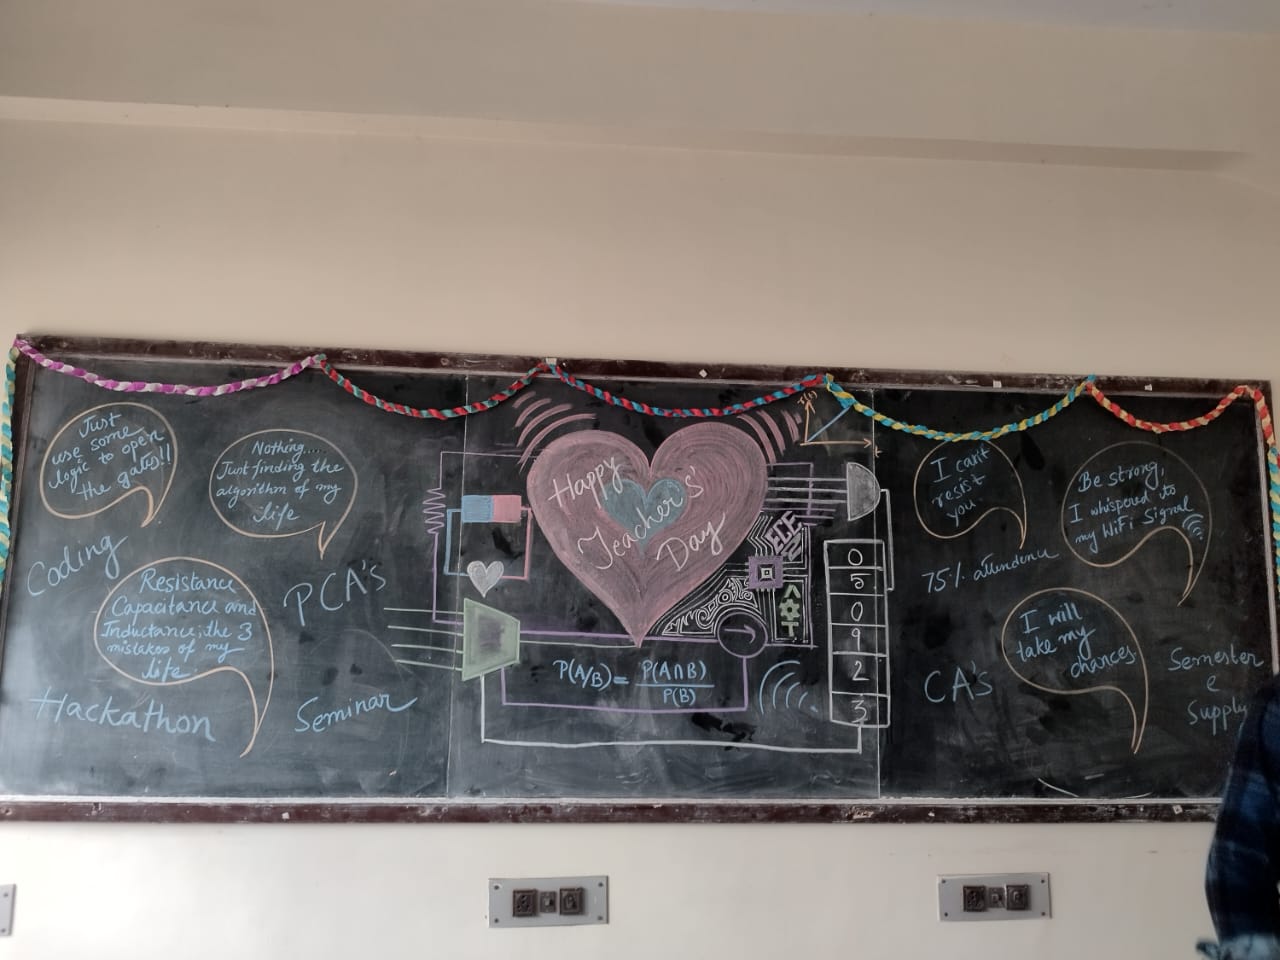 Just
use some
logic to open
the gates!!
Nothing....
Just finding the
algorithm of my
life
Coding
Resistance
Capacitance and
Inductance; the 3
mistakes of my
life
PCA's
Hackathon
Seminar
Happy
Teacher's
Day
ECE
P(A/B) = P(A∩B)
P(B)
0
5
0
9
2
3
I can't
resist
you
Be strong,
I whispered to
my WiFi Signal
75% attendence
I will
take my
chances
CA's
Semester
e
Supply